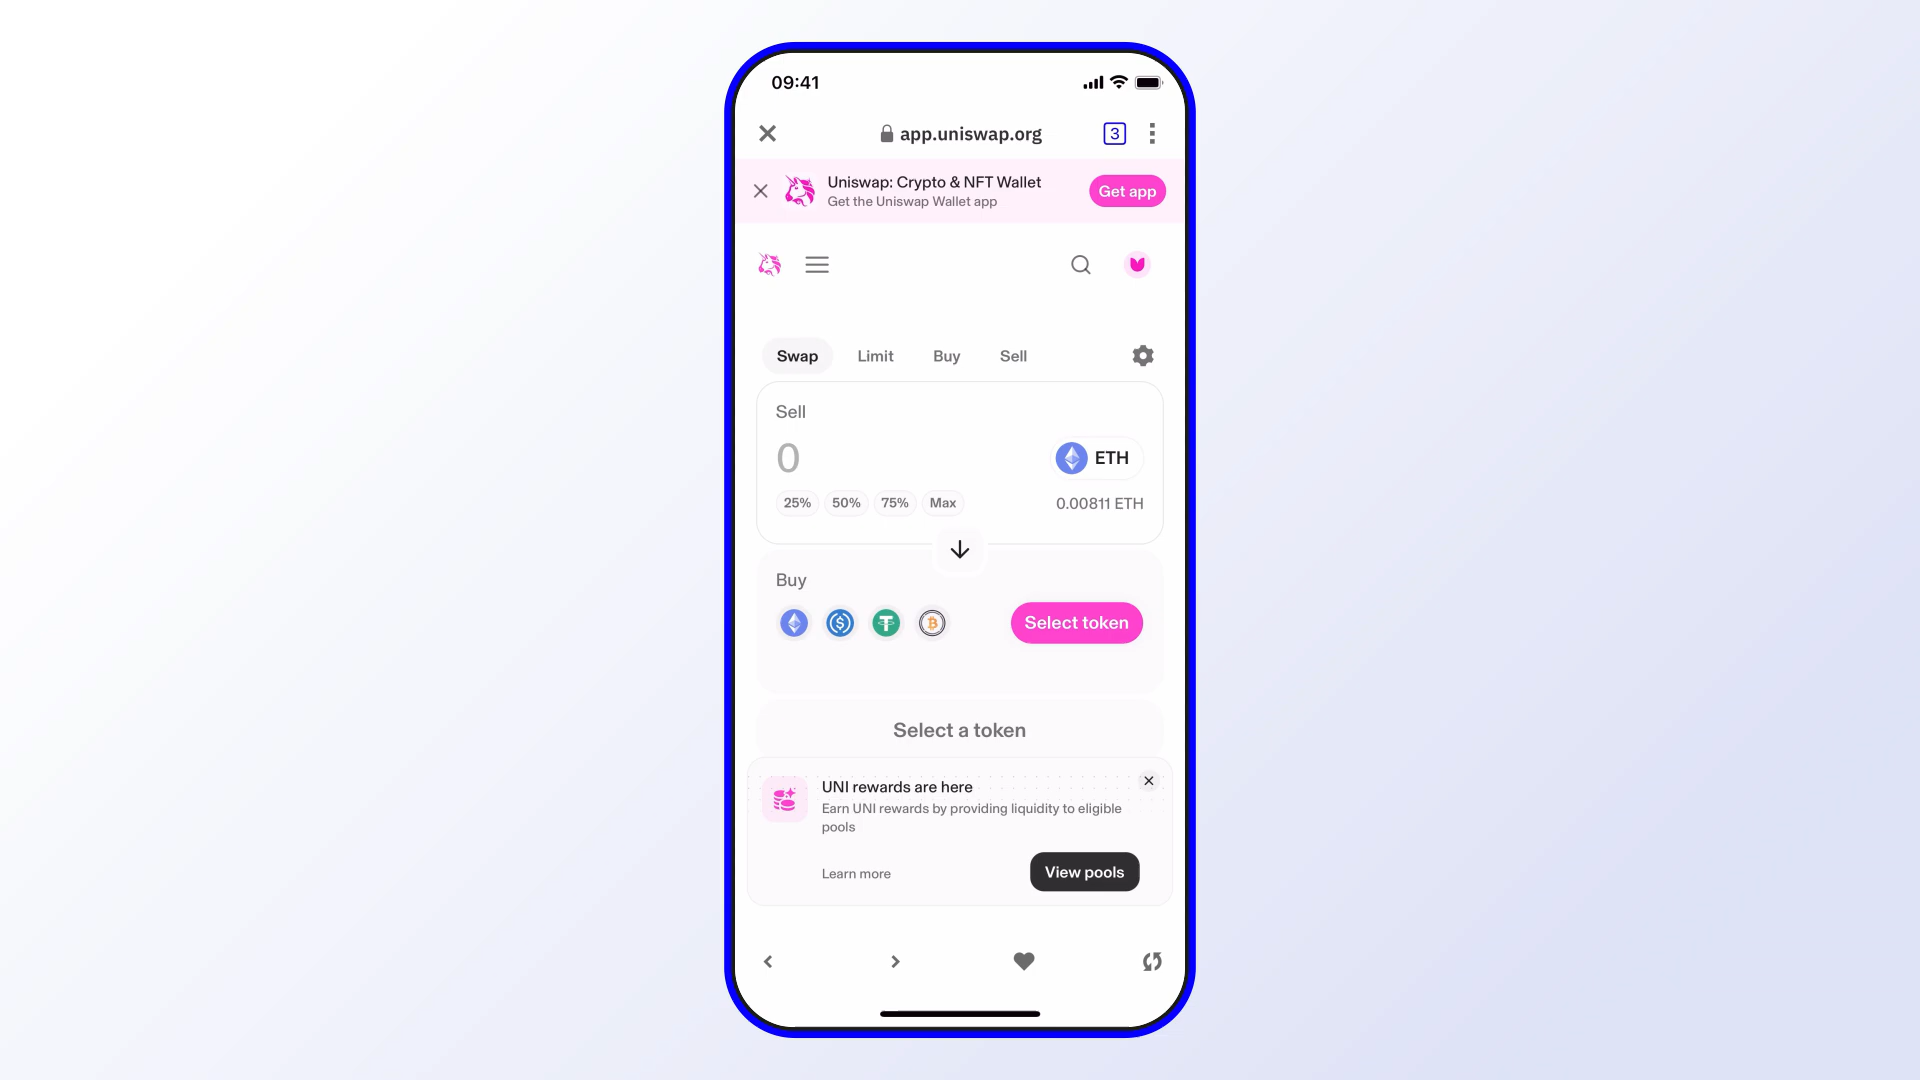 09:41
app.uniswap.org
3
Uniswap: Crypto & NFT Wallet
Get the Uniswap Wallet app
Get app
Swap Limit Buy Sell
Sell
0
ETH
25% 50% 75% Max
0.00811 ETH
Buy
Select token
Select a token
UNI rewards are here
Earn UNI rewards by providing liquidity to eligible
pools
Learn more
View pools